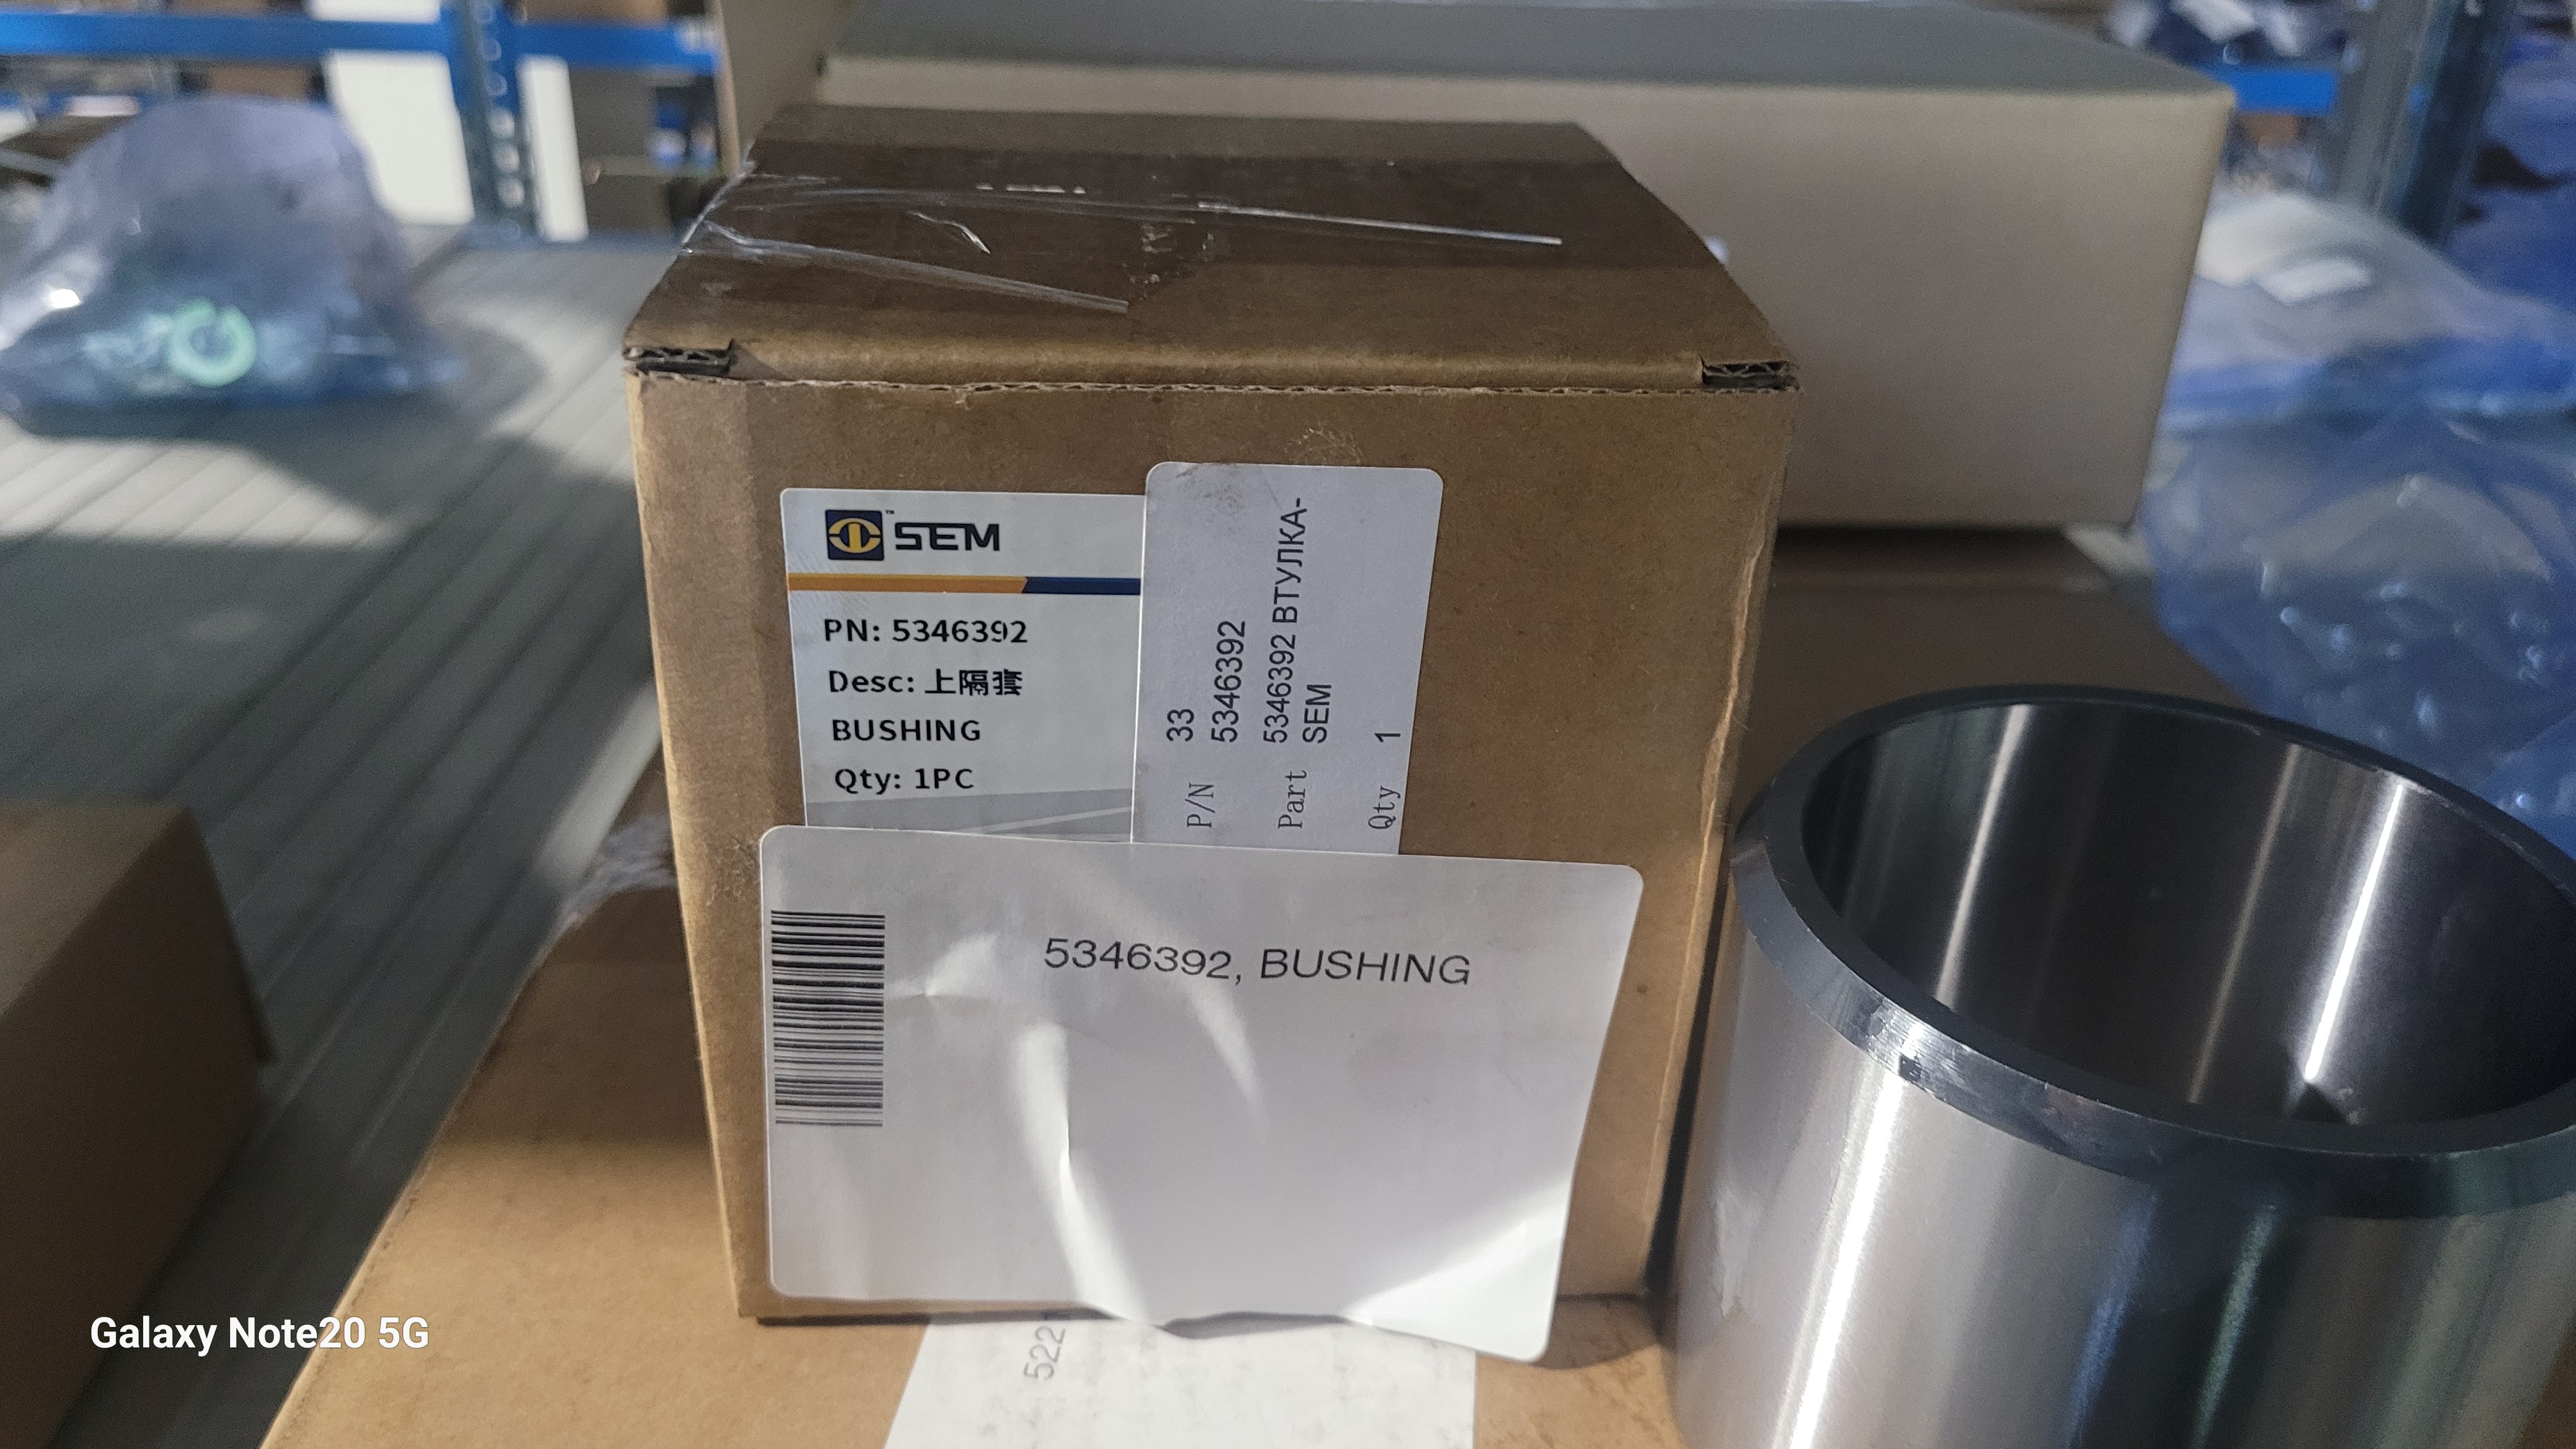 ™
SEM
PN: 5346392
Desc: 上隔套
BUSHING
Qty: 1PC
33
P/N 5346392
Part 5346392 ВТУЛКА-
SEM
Qty 1
5346392, BUSHING
522
Galaxy Note20 5G